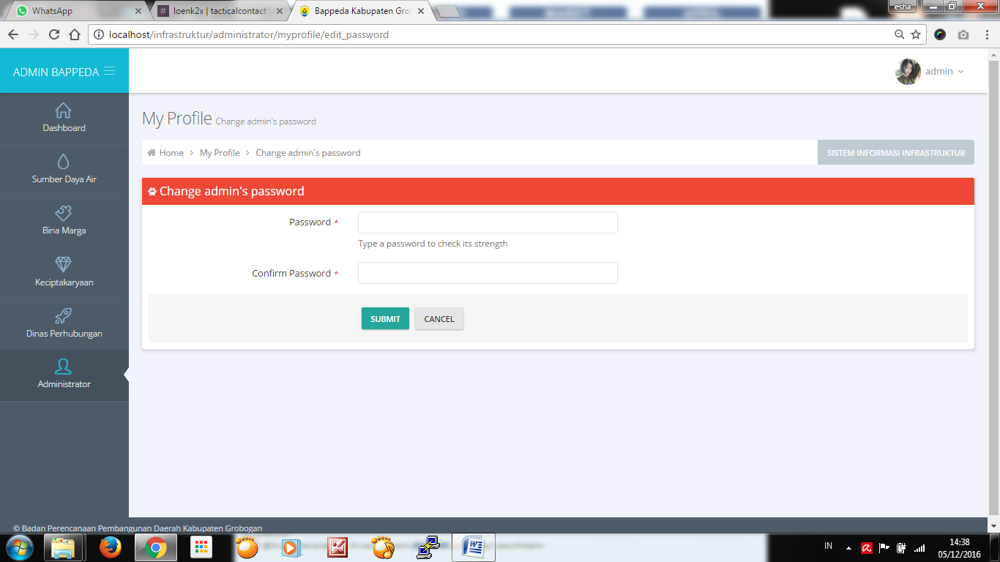 WhatsApp
loenk2x | tacticalcontact
Bappeda Kabupaten Gro
esha
localhost/infrastruktur/administrator/myprofile/edit_password
ADMIN BAPPEDA
admin
Dashboard
Sumber Daya Air
Bina Marga
Keciptakaryaan
Dinas Perhubungan
Administrator
My Profile Change admin's password
Home > My Profile > Change admin's password
SISTEM INFORMASI INFRASTRUKTUR
Change admin's password
Password *
Type a password to check its strength
Confirm Password *
SUBMIT CANCEL
© Badan Perencanaan Pembangunan Daerah Kabupaten Grobogan
IN
14:38
05/12/2016